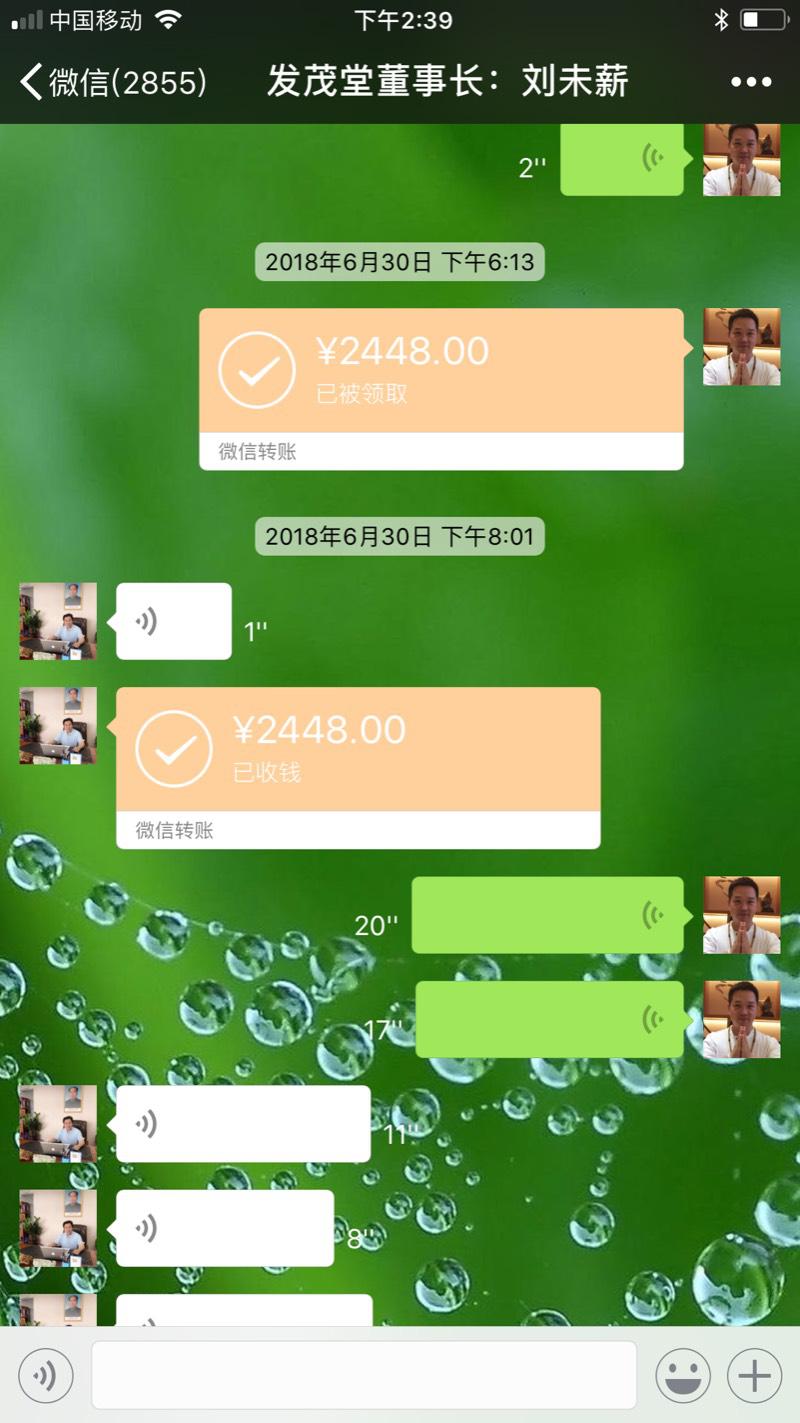 中国移动
下午2:39
微信(2855)
发茂堂董事长：刘未薪
2''
2018年6月30日 下午6:13
¥2448.00
已被领取
微信转账
2018年6月30日 下午8:01
1''
¥2448.00
已收钱
微信转账
20''
17''
11''
8''